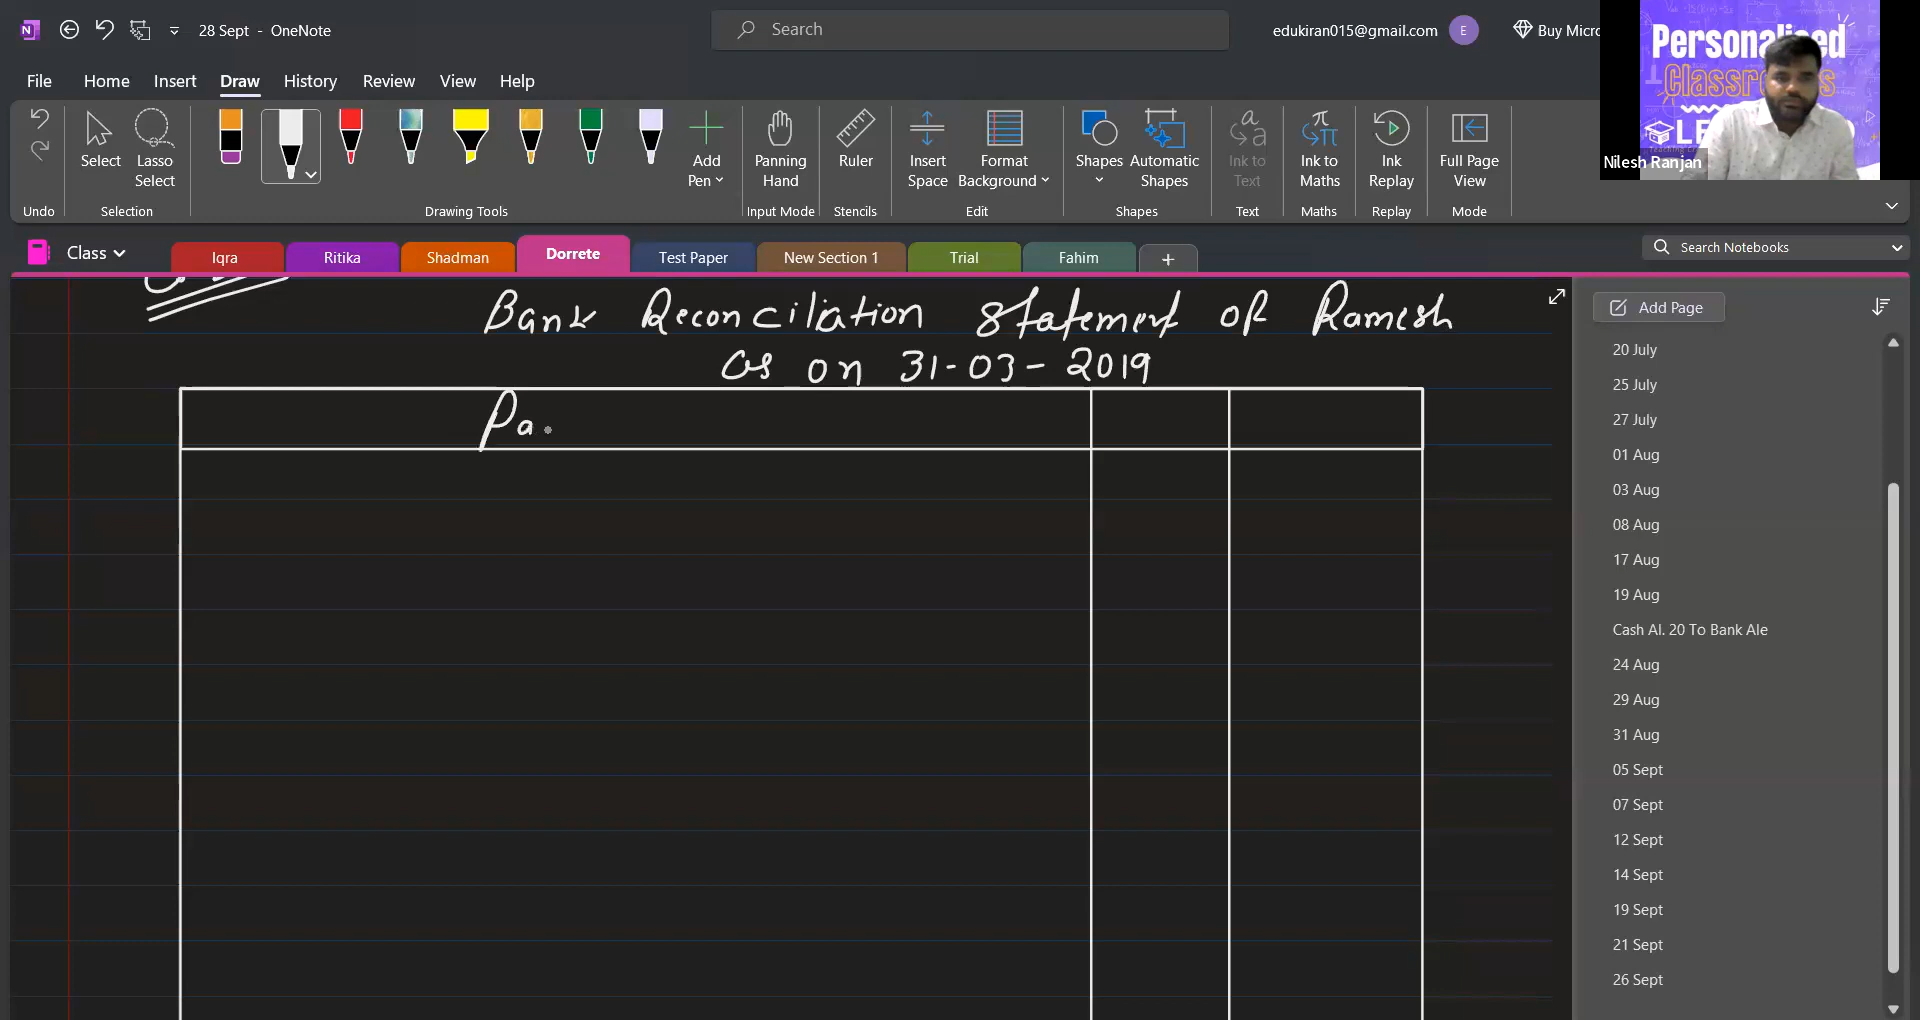 28 Sept - OneNote
Search
edukiran015@gmail.com
E
Buy Micro
Personalised
Nilesh Ranjan
File Home Insert Draw History Review View Help
Select
Lasso Select
Add Pen
Panning Hand
Ruler
Insert Space
Format Background
Shapes
Automatic Shapes
Ink to Text
Ink to Maths
Ink Replay
Full Page View
Undo Selection Drawing Tools Input Mode Stencils Edit Shapes Text Maths Replay Mode
Class Iqra Ritika Shadman Dorrete Test Paper New Section 1 Trial Fahim +
Search Notebooks
Bank Reconciliation Statement of Ramesh
as on 31-03-2019
Pa
Add Page
20 July
25 July
27 July
01 Aug
03 Aug
08 Aug
17 Aug
19 Aug
Cash Al. 20 To Bank Ale
24 Aug
29 Aug
31 Aug
05 Sept
07 Sept
12 Sept
14 Sept
19 Sept
21 Sept
26 Sept